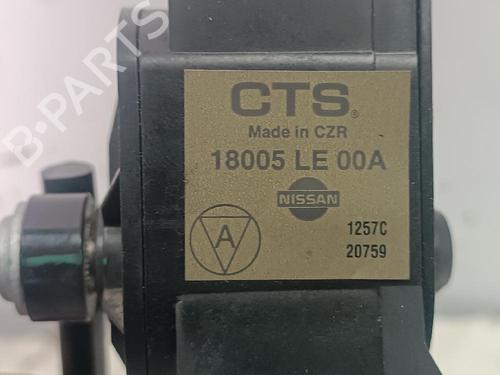 CTS®
Made in CZR
18005 LE 00A
NISSAN
A
1257C
20759
B-PARTS